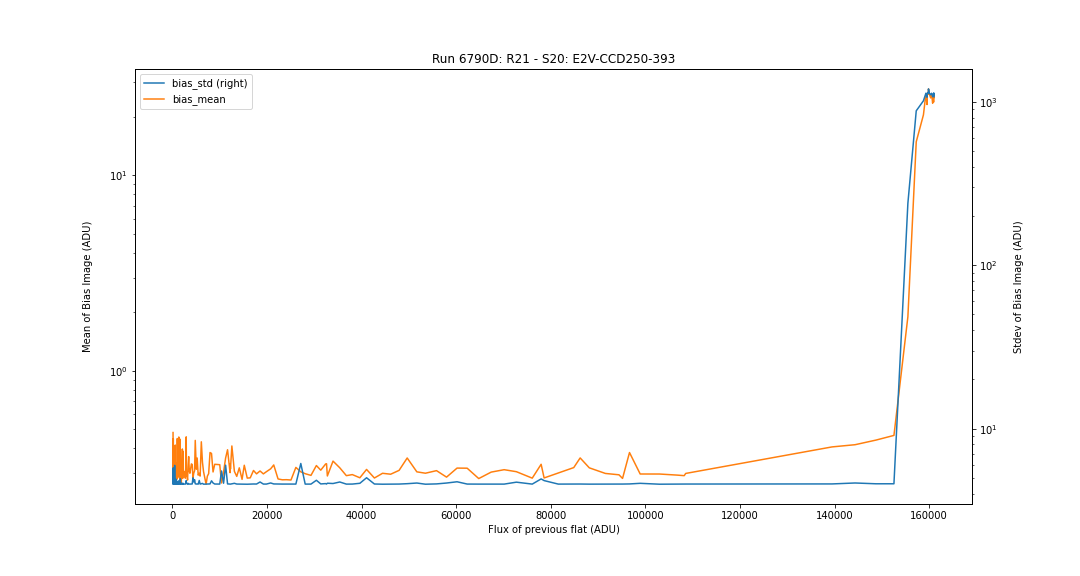 Run 6790D: R21 - S20: E2V-CCD250-393
bias_std (right)
bias_mean
Mean of Bias Image (ADU)
10¹
10⁰
Stdev of Bias Image (ADU)
10³
10²
10¹
0 20000 40000 60000 80000 100000 120000 140000 160000
Flux of previous flat (ADU)